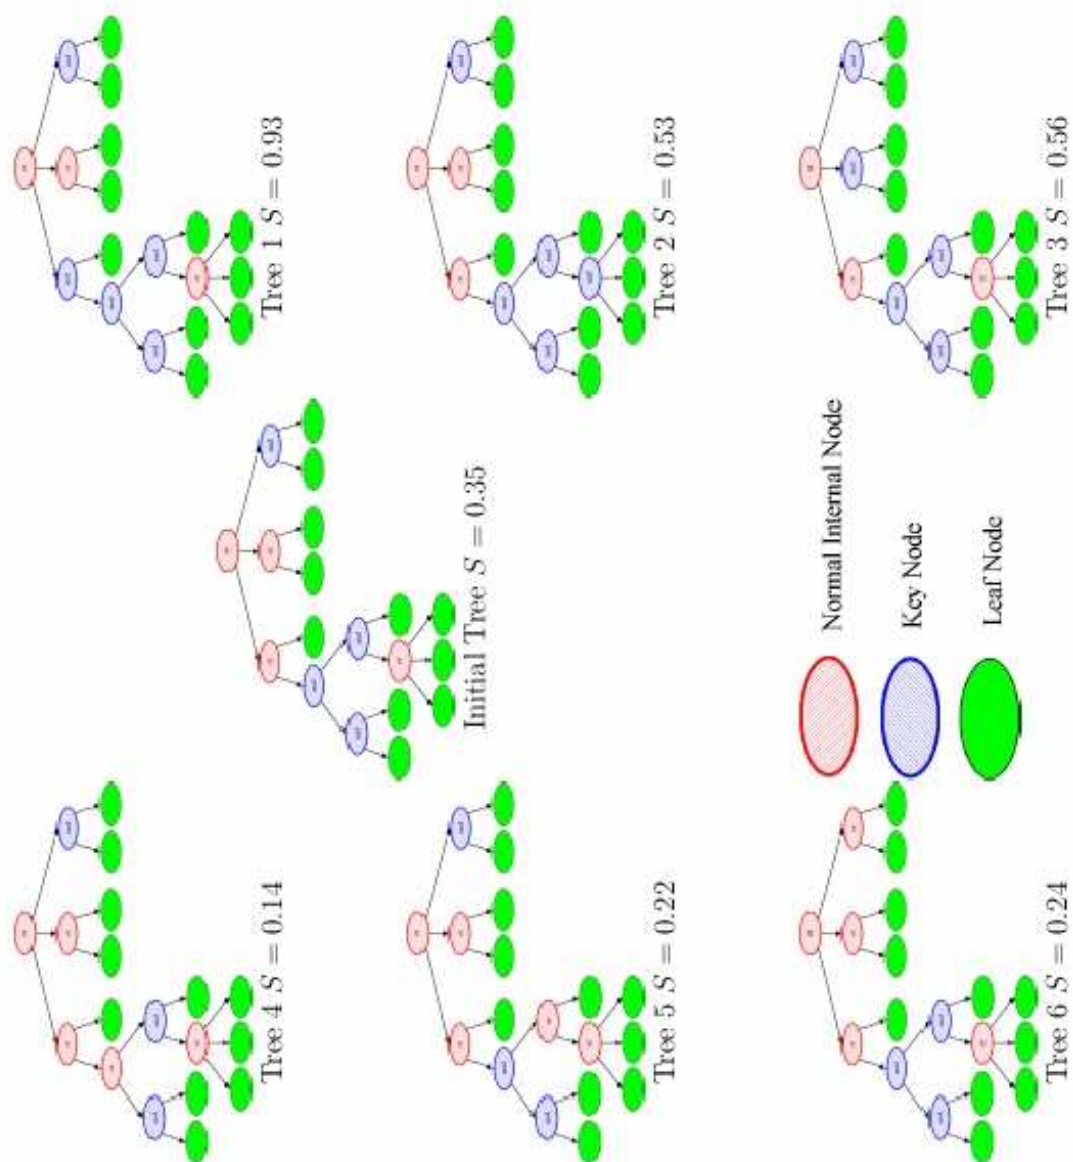 Tree 1 S = 0.93
Tree 2 S = 0.53
Tree 3 S = 0.56
Initial Tree S = 0.35
Normal Internal Node
Key Node
Leaf Node
Tree 4 S = 0.14
Tree 5 S = 0.22
Tree 6 S = 0.24